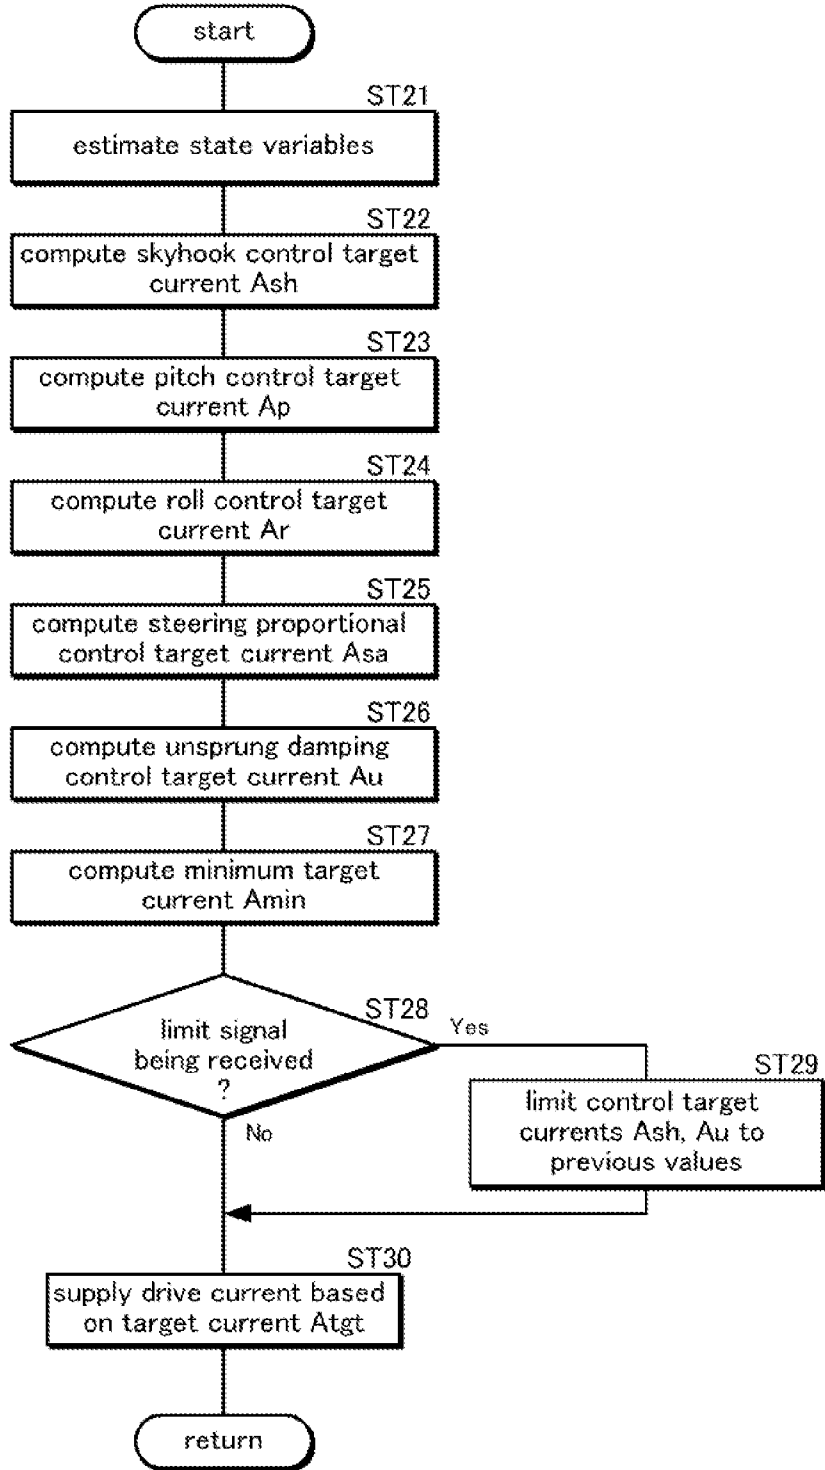 start
ST21
estimate state variables
ST22
compute skyhook control target
current Ash
ST23
compute pitch control target
current Ap
ST24
compute roll control target
current Ar
ST25
compute steering proportional
control target current Asa
ST26
compute unsprung damping
control target current Au
ST27
compute minimum target
current Amin
ST28
limit signal
being received
?
Yes
No
ST29
limit control target
currents Ash, Au to
previous values
ST30
supply drive current based
on target current Atgt
return